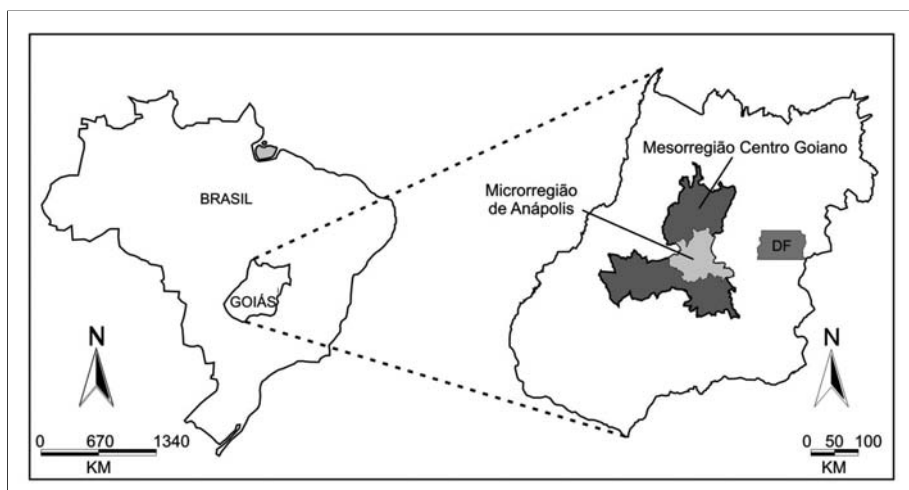 BRASIL
GOIÁS
N
0 670 1340
KM
Mesorregião Centro Goiano
Microrregião
de Anápolis
DF
N
0 50 100
KM